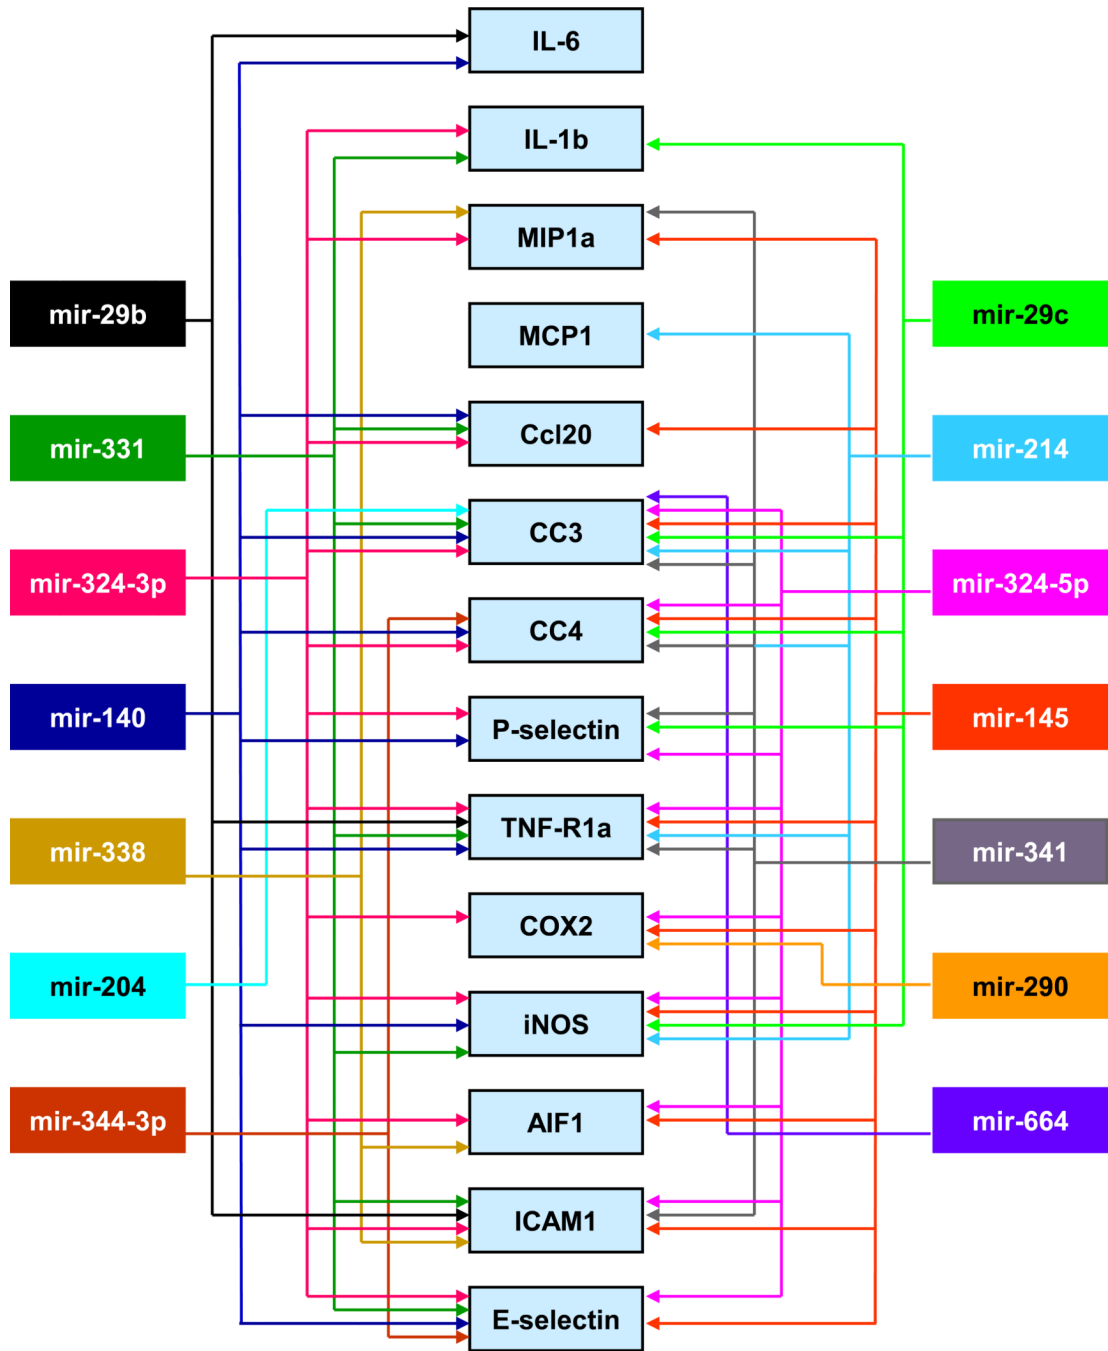 IL-6
IL-1b
MIP1a
MCP1
Ccl20
CC3
CC4
P-selectin
TNF-R1a
COX2
iNOS
AIF1
ICAM1
E-selectin
mir-29b
mir-331
mir-324-3p
mir-140
mir-338
mir-204
mir-344-3p
mir-29c
mir-214
mir-324-5p
mir-145
mir-341
mir-290
mir-664